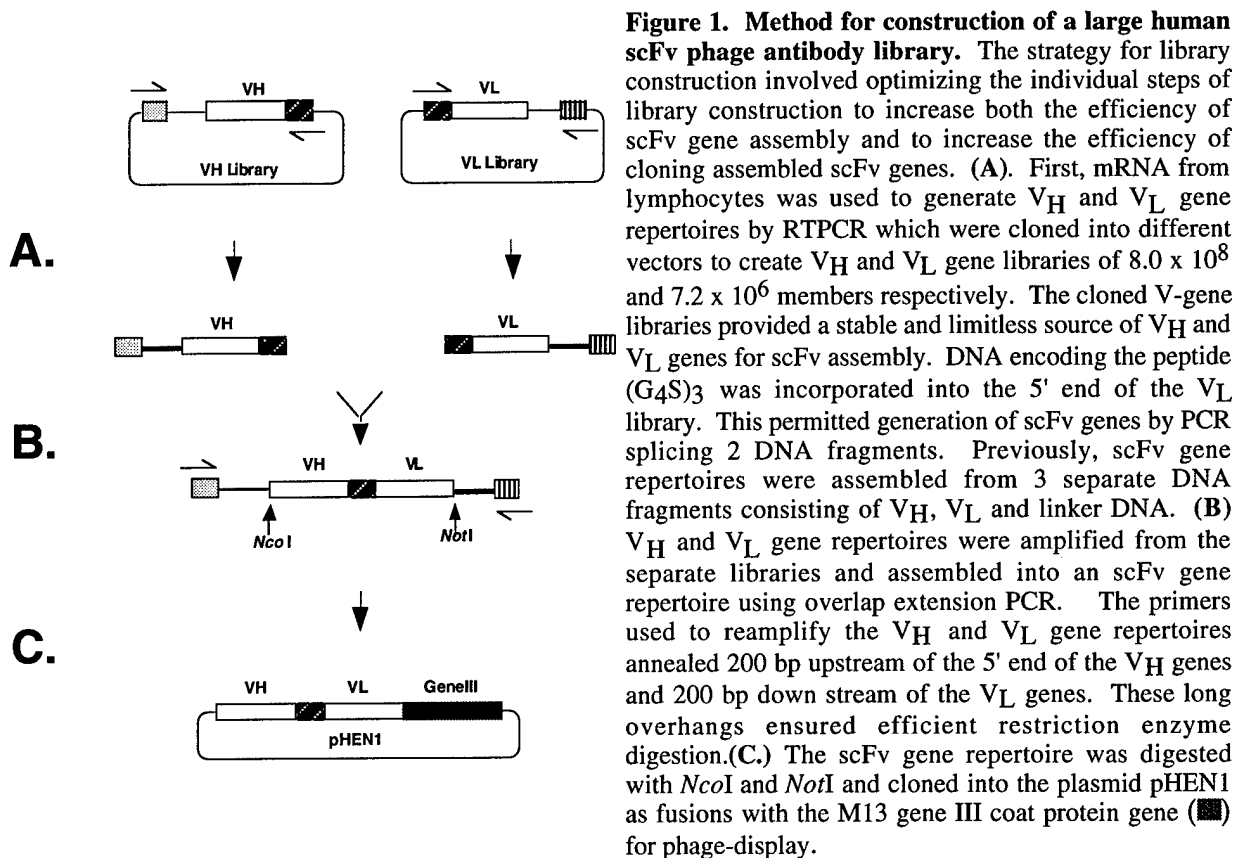 VH
VL
VH Library
VL Library
A.
VH
VL
B.
VH
VL
NcoI
NotI
C.
VH
VL
GeneIII
pHEN1
Figure 1. Method for construction of a large human
scFv phage antibody library. The strategy for library
construction involved optimizing the individual steps of
library construction to increase both the efficiency of
scFv gene assembly and to increase the efficiency of
cloning assembled scFv genes. (A). First, mRNA from
lymphocytes was used to generate VH and VL gene
repertoires by RTPCR which were cloned into different
vectors to create VH and VL gene libraries of 8.0 x 10^8
and 7.2 x 10^6 members respectively. The cloned V-gene
libraries provided a stable and limitless source of VH and
VL genes for scFv assembly. DNA encoding the peptide
(G4S)3 was incorporated into the 5' end of the VL
library. This permitted generation of scFv genes by PCR
splicing 2 DNA fragments. Previously, scFv gene
repertoires were assembled from 3 separate DNA
fragments consisting of VH, VL and linker DNA. (B)
VH and VL gene repertoires were amplified from the
separate libraries and assembled into an scFv gene
repertoire using overlap extension PCR. The primers
used to reamplify the VH and VL gene repertoires
annealed 200 bp upstream of the 5' end of the VH genes
and 200 bp down stream of the VL genes. These long
overhangs ensured efficient restriction enzyme
digestion.(C.) The scFv gene repertoire was digested
with NcoI and NotI and cloned into the plasmid pHEN1
as fusions with the M13 gene III coat protein gene ( )
for phage-display.